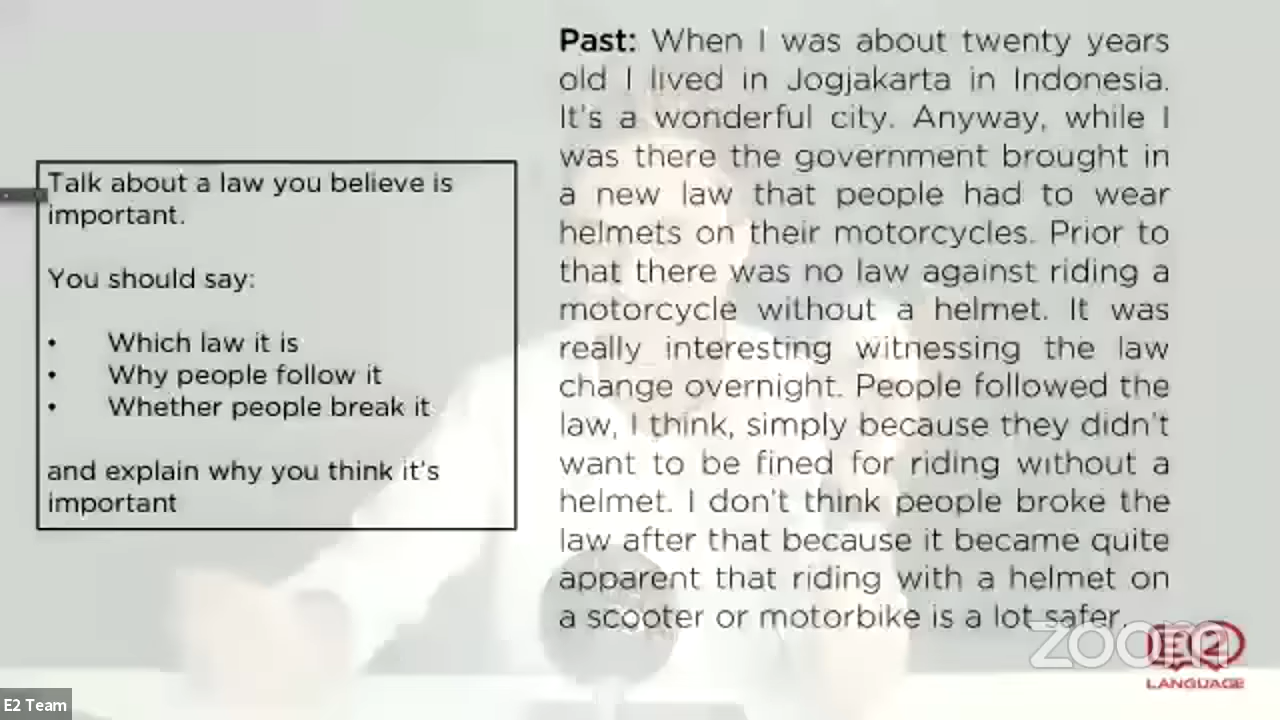 Talk about a law you believe is
important.
You should say:
• Which law it is
• Why people follow it
• Whether people break it
and explain why you think it's
important
Past: When I was about twenty years
old I lived in Jogjakarta in Indonesia.
It's a wonderful city. Anyway, while I
was there the government brought in
a new law that people had to wear
helmets on their motorcycles. Prior to
that there was no law against riding a
motorcycle without a helmet. It was
really interesting witnessing the law
change overnight. People followed the
law, I think, simply because they didn't
want to be fined for riding without a
helmet. I don't think people broke the
law after that because it became quite
apparent that riding with a helmet on
a scooter or motorbike is a lot safer.
zoom
E2
LANGUAGE
E2 Team